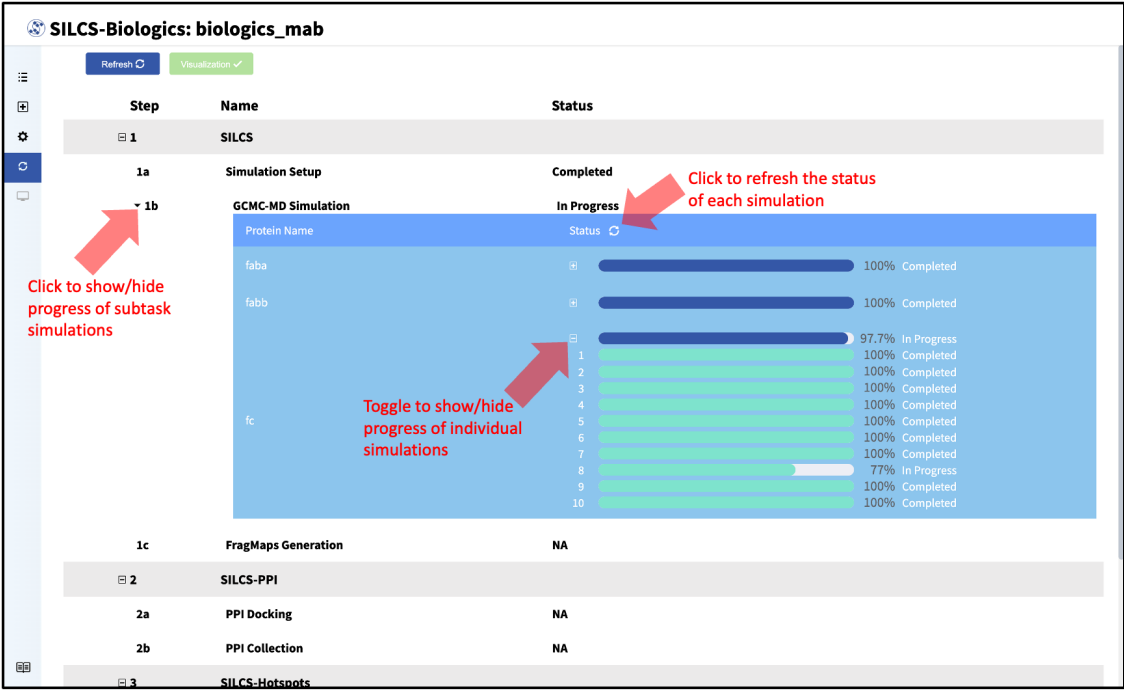 SILCS-Biologics: biologics_mab
Refresh
Visualization
Step Name Status
1 SILCS
1a Simulation Setup Completed
Click to refresh the status
of each simulation
1b GCMC-MD Simulation In Progress
Protein Name Status
faba 100% Completed
Click to show/hide
progress of subtask
simulations
fabb 100% Completed
97.7% In Progress
1 100% Completed
2 100% Completed
3 100% Completed
4 100% Completed
Toggle to show/hide
progress of individual
simulations
fc
5 100% Completed
6 100% Completed
7 100% Completed
8 77% In Progress
9 100% Completed
10 100% Completed
1c FragMaps Generation NA
2 SILCS-PPI
2a PPI Docking NA
2b PPI Collection NA
3 SILCS-Hotspots